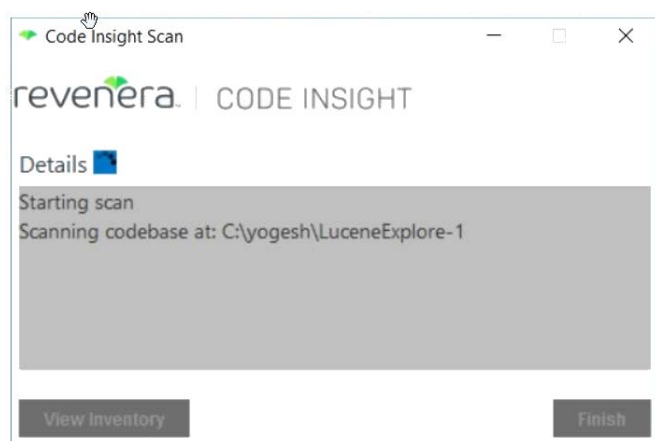 Code Insight Scan
revenera. | CODE INSIGHT
Details
Starting scan
Scanning codebase at: C:\yogesh\LuceneExplore-1
View Inventory
Finish